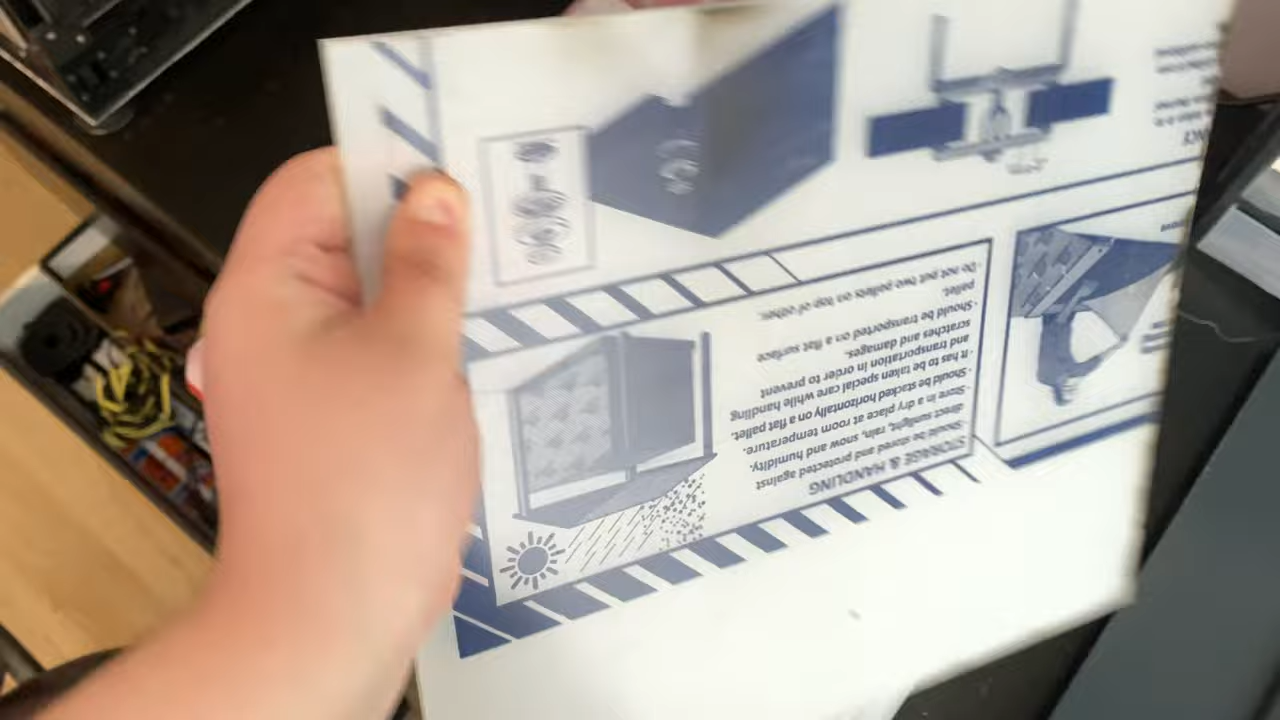 STORAGE & HANDLING
· Should be stored and protected against
direct sunlight, rain, snow and humidity.
· Store in a dry place at room temperature.
· Should be stacked horizontally on a flat pallet.
· It has to be taken special care while handling
and transportation in order to prevent
scratches and damages.
· Should be transported on a flat surface
pallet.
· Do not put two pallets on top of other.